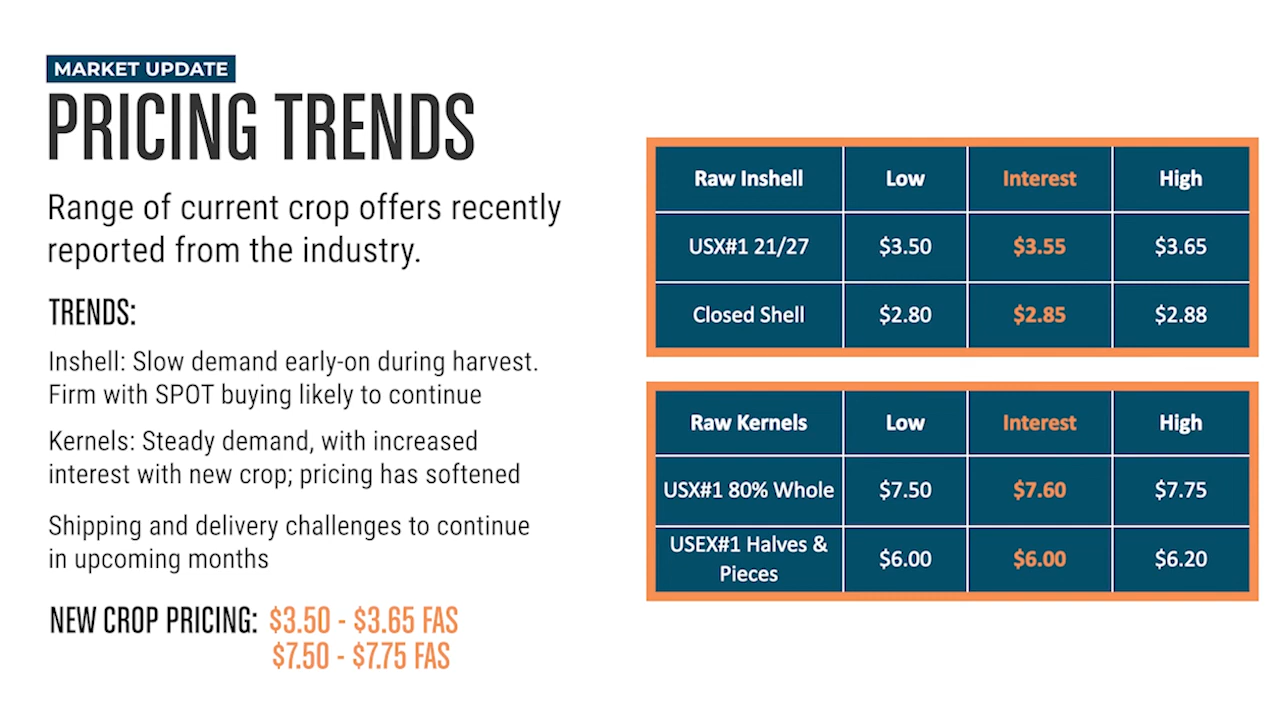 MARKET UPDATE
PRICING TRENDS
Range of current crop offers recently
reported from the industry.
TRENDS:
Inshell: Slow demand early-on during harvest.
Firm with SPOT buying likely to continue
Kernels: Steady demand, with increased
interest with new crop; pricing has softened
Shipping and delivery challenges to continue
in upcoming months
NEW CROP PRICING: $3.50 - $3.65 FAS
$7.50 - $7.75 FAS
Raw Inshell Low Interest High
USX#1 21/27 $3.50 $3.55 $3.65
Closed Shell $2.80 $2.85 $2.88
Raw Kernels Low Interest High
USX#1 80% Whole $7.50 $7.60 $7.75
USEX#1 Halves &
Pieces $6.00 $6.00 $6.20